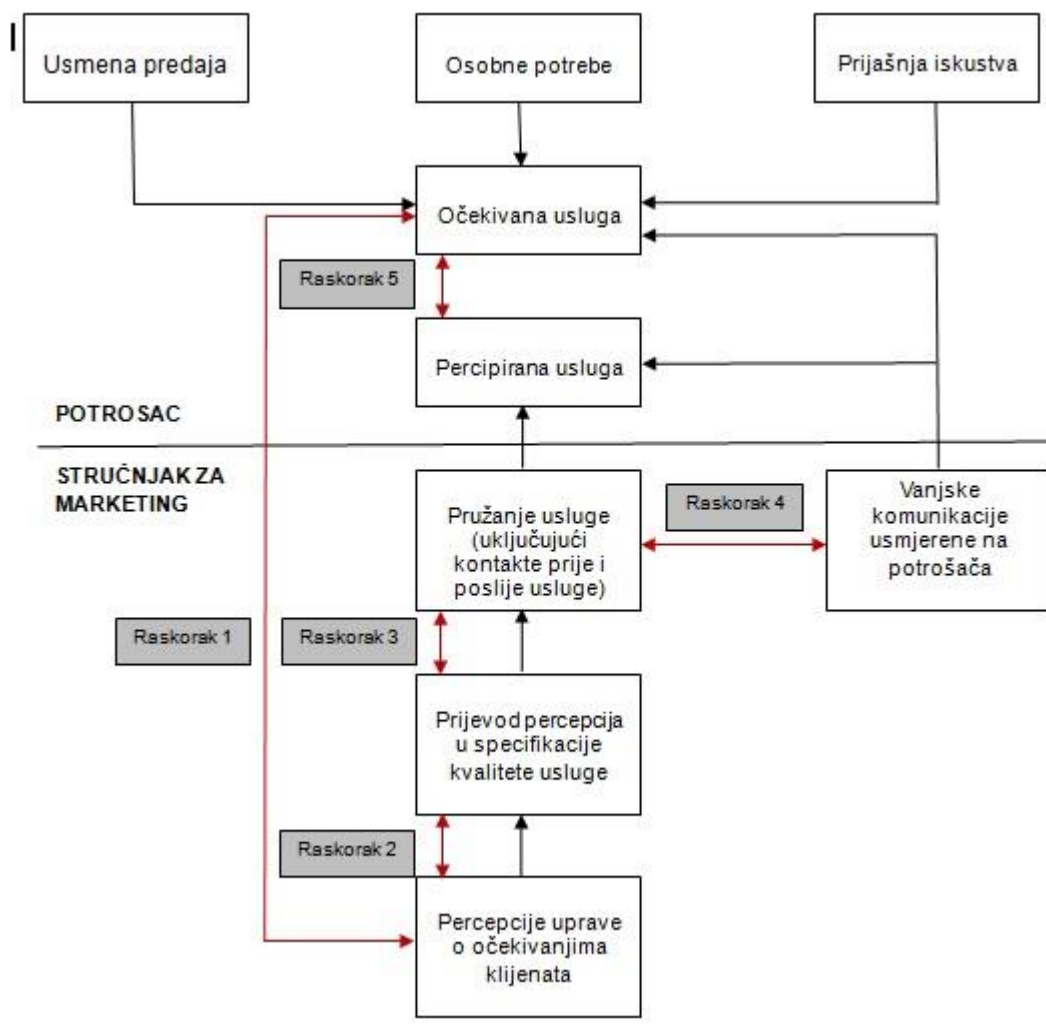 Usmena predaja
Osobne potrebe
Prijašnja iskustva
Očekivana usluga
Raskorak 5
Percipirana usluga
POTROSAC
STRUĆNJAK ZA
MARKETING
Pružanje usluge
(uključujući
kontakte prije i
poslije usluge)
Raskorak 4
Vanjske
komunikacije
usmjerene na
potrošača
Raskorak 1
Raskorak 3
Prijevod percepcija
u specifikacije
kvalitete usluge
Raskorak 2
Percepcije uprave
o očekivanjima
klijenata